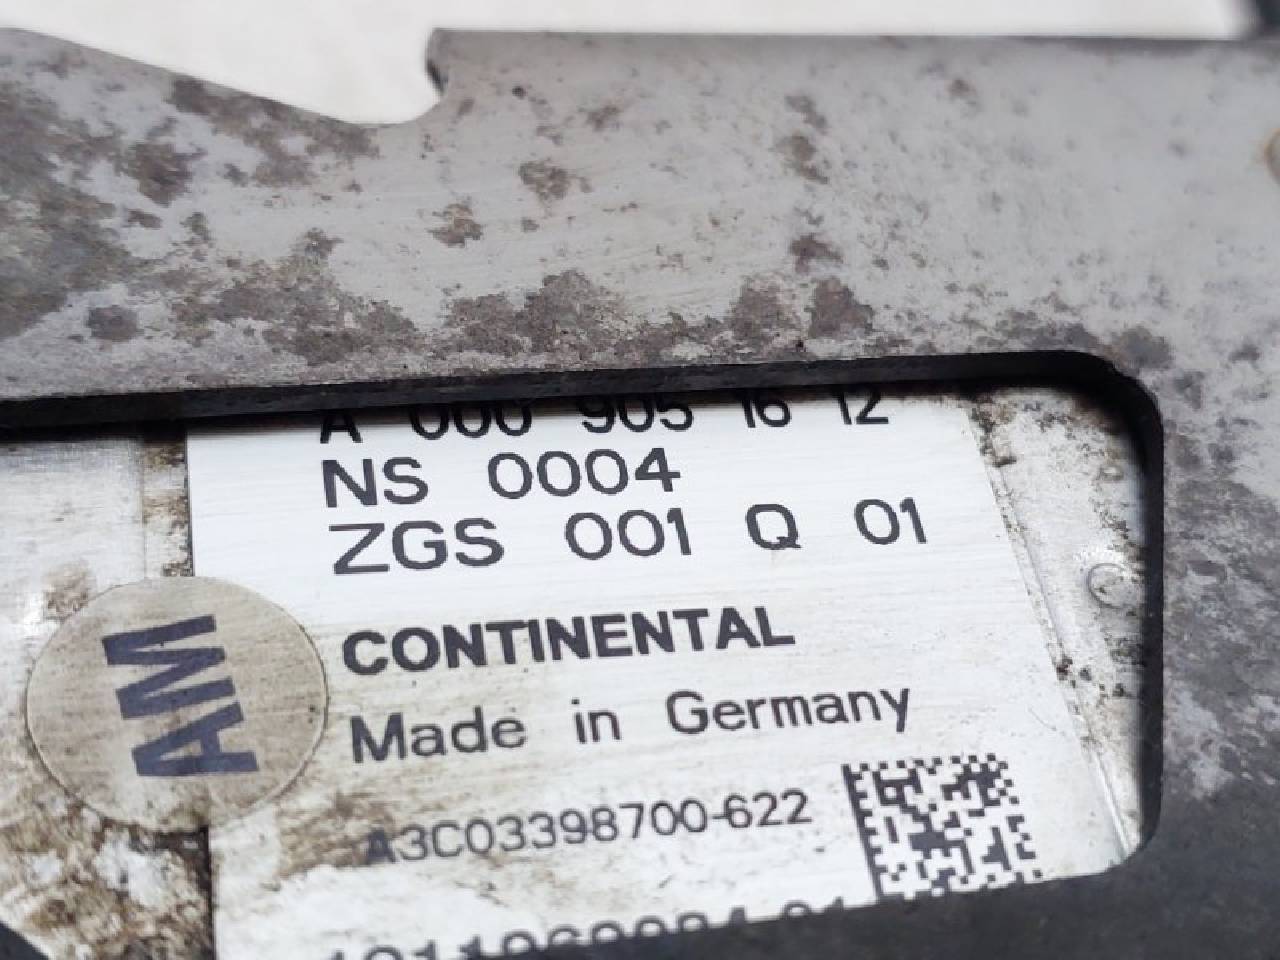 A 000 905 16 12
NS 0004
ZGS 001 Q 01
CONTINENTAL
AM
Made in Germany
A3C03398700-622